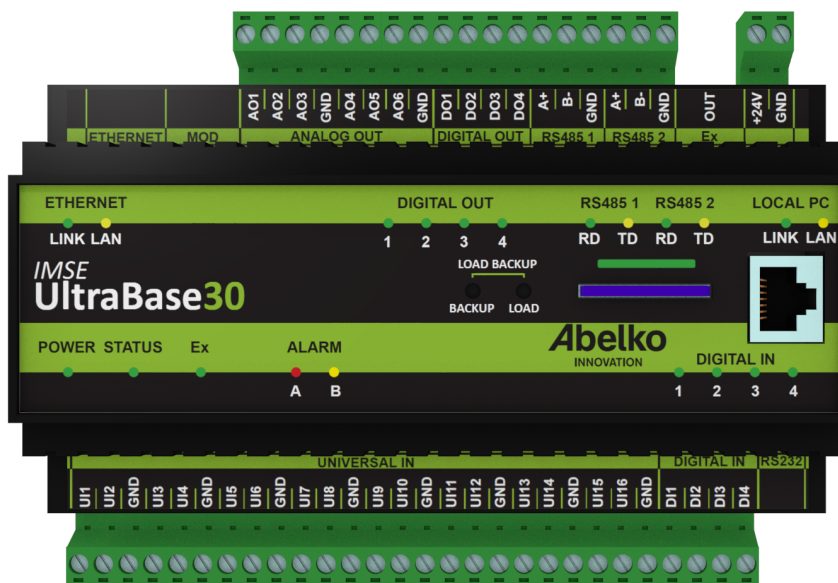 AO1 AO2 AO3 GND AO4 AO5 AO6 GND DO1 DO2 DO3 DO4 A+ B- GND A+ B- GND OUT +24V GND
ETHERNET MOD ANALOG OUT DIGITAL OUT RS485 1 RS485 2 Ex
ETHERNET DIGITAL OUT RS485 1 RS485 2 LOCAL PC
LINK LAN 1 2 3 4 RD TD RD TD LINK LAN
IMSE LOAD BACKUP
UltraBase30
BACKUP LOAD
POWER STATUS Ex ALARM Abelko
INNOVATION DIGITAL IN
A B 1 2 3 4
UNIVERSAL IN DIGITAL IN RS232
UI1 UI2 GND UI3 UI4 GND UI5 UI6 GND UI7 UI8 GND UI9 UI10 GND UI11 UI12 GND UI13 UI14 GND UI15 UI16 GND DI1 DI2 DI3 DI4